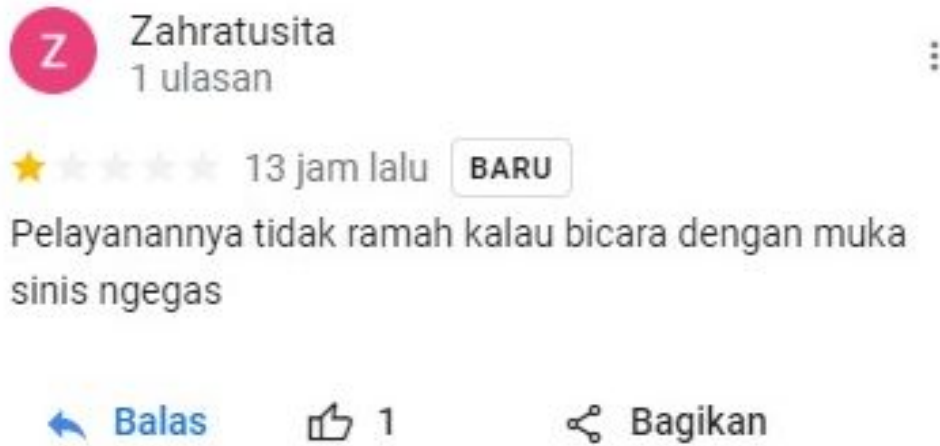 Z
Zahratusita
1 ulasan
13 jam lalu BARU
Pelayanannya tidak ramah kalau bicara dengan muka
sinis ngegas
Balas 1 Bagikan